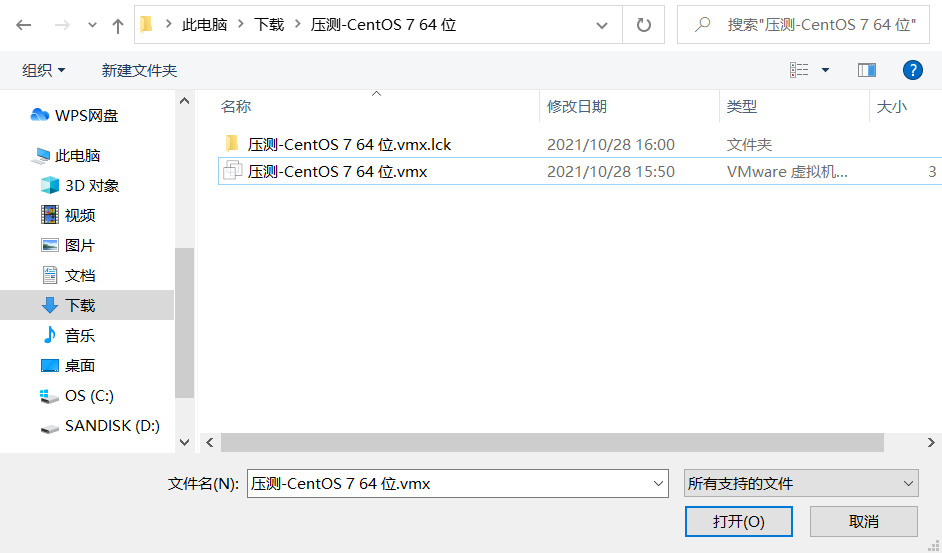 此电脑 下载 压测-CentOS 7 64 位
搜索"压测-CentOS 7 64 位"
组织 新建文件夹
?
WPS网盘
此电脑
3D 对象
视频
图片
文档
下载
音乐
桌面
OS (C:)
SANDISK (D:)
名称 修改日期 类型 大小
压测-CentOS 7 64 位.vmx.lck 2021/10/28 16:00 文件夹
压测-CentOS 7 64 位.vmx 2021/10/28 15:50 VMware 虚拟机... 3
文件名(N): 压测-CentOS 7 64 位.vmx 所有支持的文件
打开(O) 取消